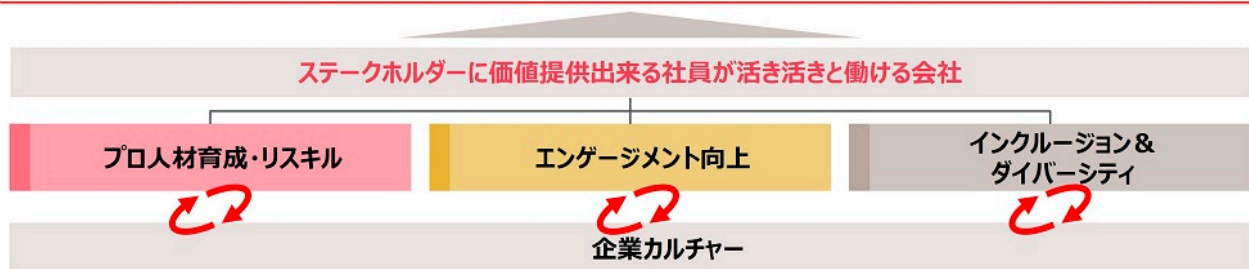 ステークホルダーに価値提供出来る社員が活き活きと働ける会社
プロ人材育成・リスキル
エンゲージメント向上
インクルージョン＆
ダイバーシティ
企業カルチャー